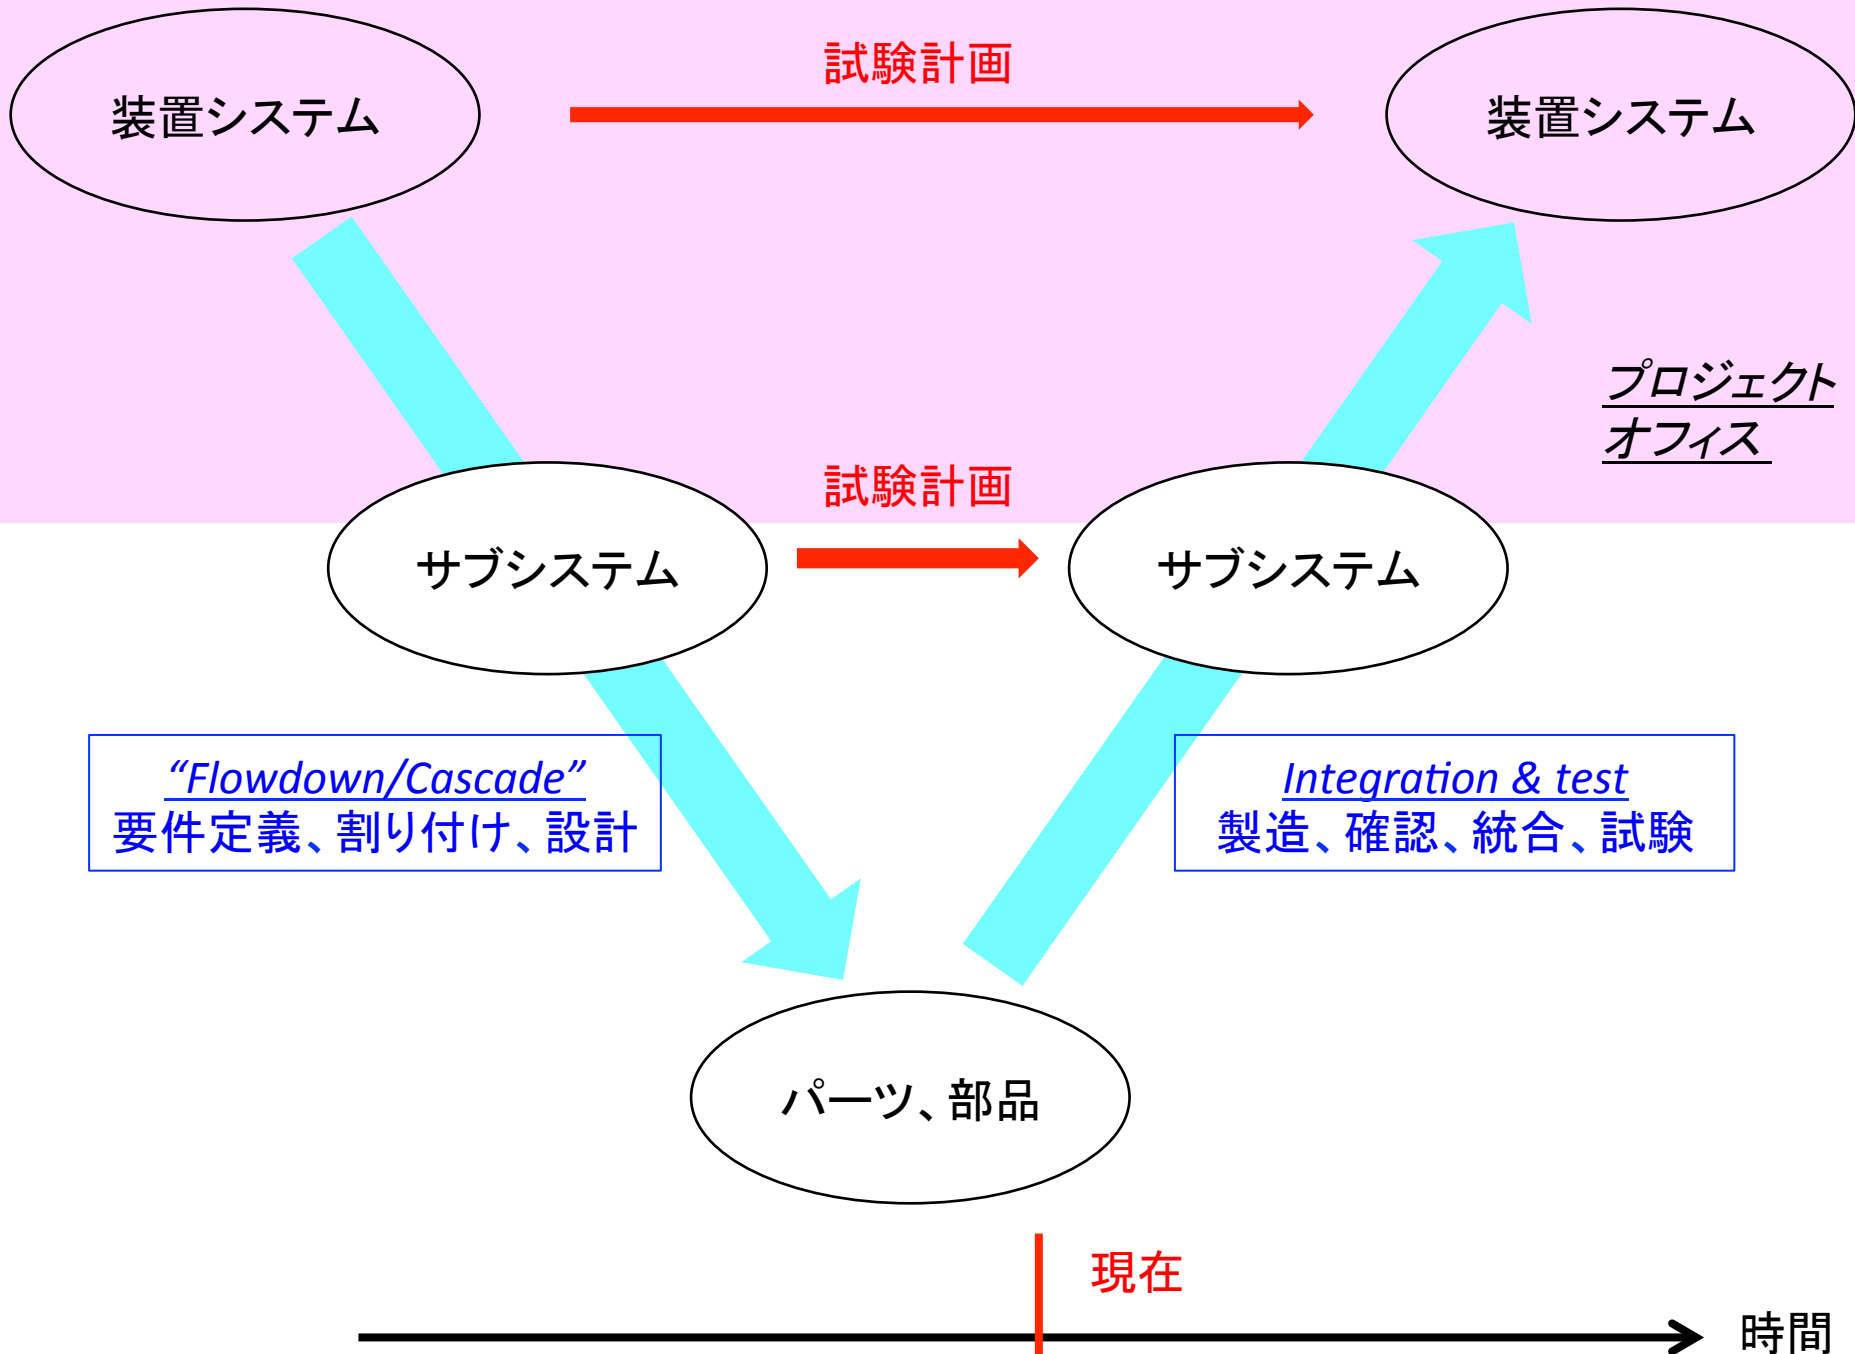 試験計画
装置システム
装置システム
プロジェクト
オフィス
試験計画
サブシステム
サブシステム
“Flowdown/Cascade”
要件定義、割り付け、設計
Integration & test
製造、確認、統合、試験
パーツ、部品
現在
時間